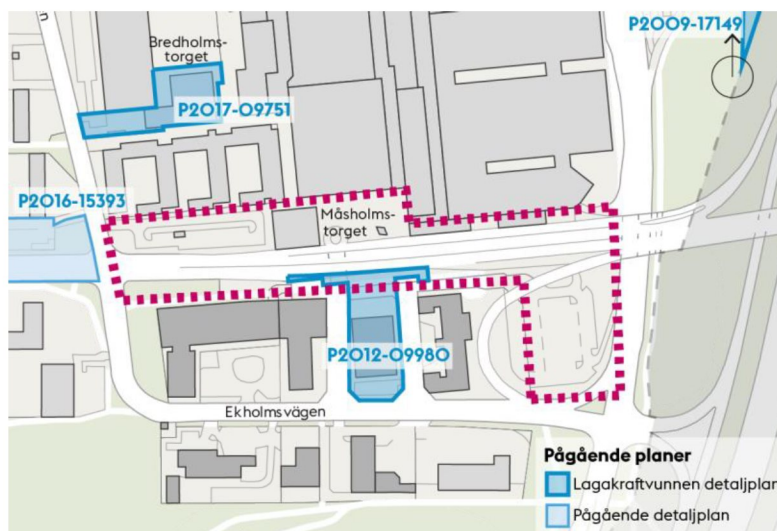 P2009-17149
Bredholms-
torget
P2017-09751
P2016-15393
Måsholms-
torget
P2012-09980
Ekholmsvägen
Pågående planer
Lagakraftvunnen detaljplan
Pågående detaljplan